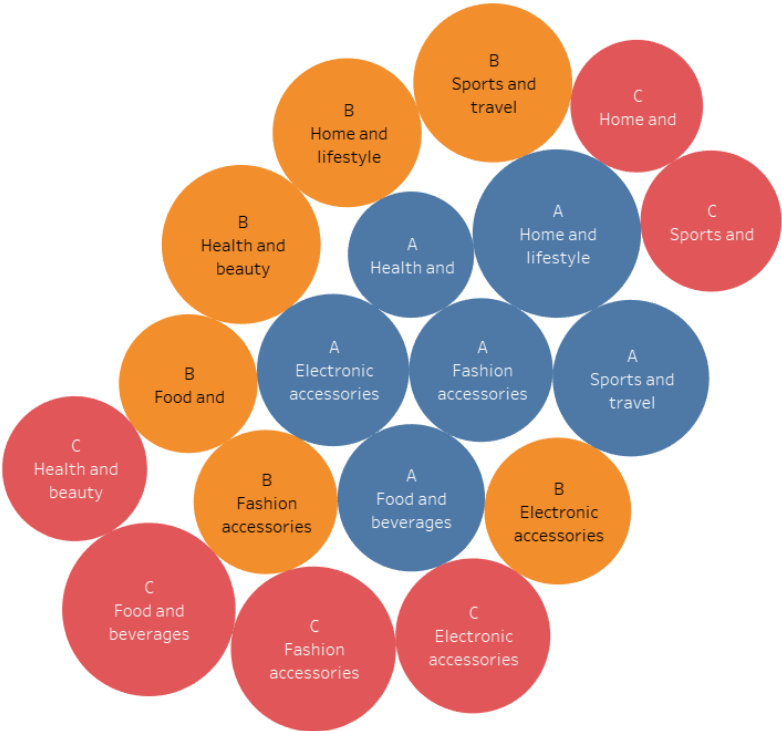 B
Sports and
travel
C
Home and
B
Home and
lifestyle
A
Home and
lifestyle
C
Sports and
B
Health and
beauty
A
Health and
A
Electronic
accessories
A
Fashion
accessories
A
Sports and
travel
B
Food and
C
Health and
beauty
B
Fashion
accessories
A
Food and
beverages
B
Electronic
accessories
C
Food and
beverages
C
Fashion
accessories
C
Electronic
accessories